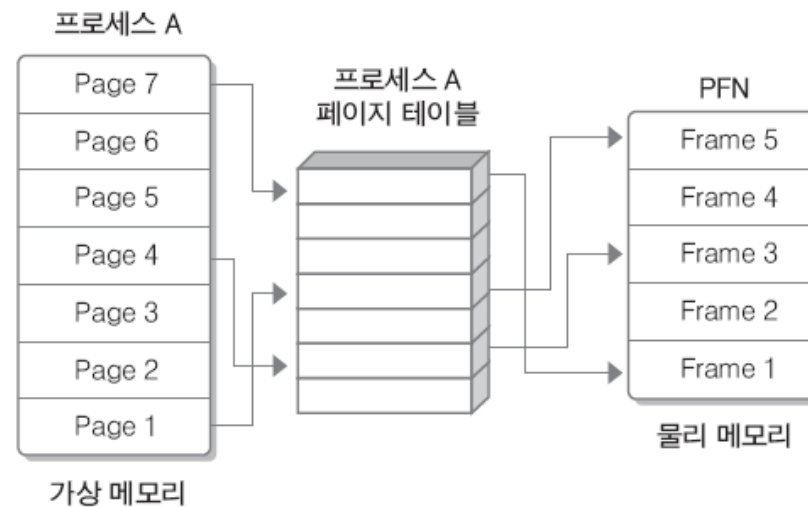 프로세스 A
Page 7
Page 6
Page 5
Page 4
Page 3
Page 2
Page 1
가상 메모리
프로세스 A
페이지 테이블
PFN
Frame 5
Frame 4
Frame 3
Frame 2
Frame 1
물리 메모리